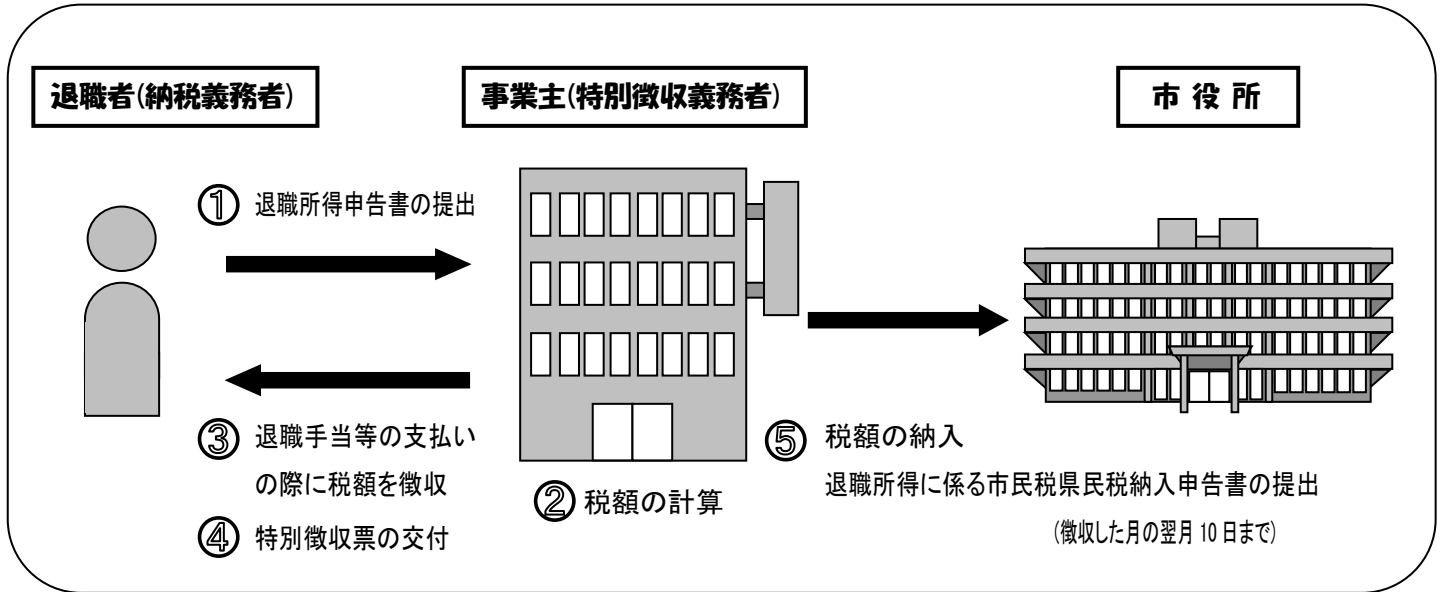 退職者(納税義務者)
事業主(特別徴収義務者)
市役所
① 退職所得申告書の提出
③ 退職手当等の支払い
の際に税額を徴収
④ 特別徴収票の交付
② 税額の計算
⑤ 税額の納入
退職所得に係る市民税県民税納入申告書の提出
(徴収した月の翌月10日まで)